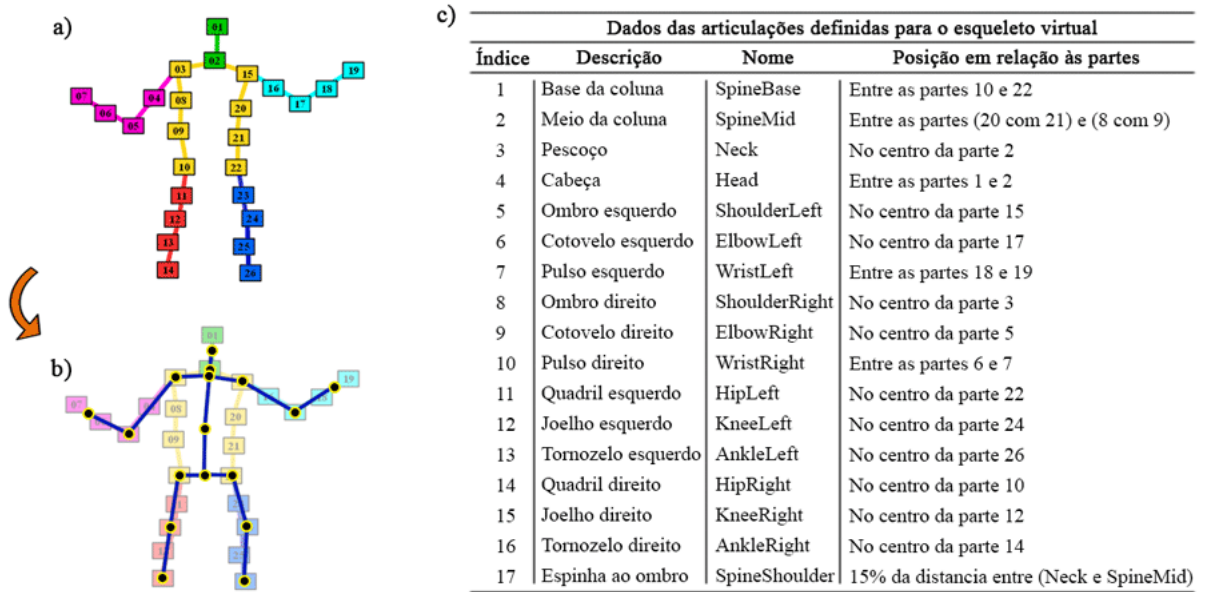 a)
01
02
03
15
19
07
04
08
16
18
06
20
17
05
09
21
10
22
11
23
12
24
13
25
14
26
b)
01
19
07
08
20
09
21
c)
Dados das articulações definidas para o esqueleto virtual
Índice Descrição Nome Posição em relação às partes
1 Base da coluna SpineBase Entre as partes 10 e 22
2 Meio da coluna SpineMid Entre as partes (20 com 21) e (8 com 9)
3 Pescoço Neck No centro da parte 2
4 Cabeça Head Entre as partes 1 e 2
5 Ombro esquerdo ShoulderLeft No centro da parte 15
6 Cotovelo esquerdo ElbowLeft No centro da parte 17
7 Pulso esquerdo WristLeft Entre as partes 18 e 19
8 Ombro direito ShoulderRight No centro da parte 3
9 Cotovelo direito ElbowRight No centro da parte 5
10 Pulso direito WristRight Entre as partes 6 e 7
11 Quadril esquerdo HipLeft No centro da parte 22
12 Joelho esquerdo KneeLeft No centro da parte 24
13 Tornozelo esquerdo AnkleLeft No centro da parte 26
14 Quadril direito HipRight No centro da parte 10
15 Joelho direito KneeRight No centro da parte 12
16 Tornozelo direito AnkleRight No centro da parte 14
17 Espinha ao ombro SpineShoulder 15% da distancia entre (Neck e SpineMid)